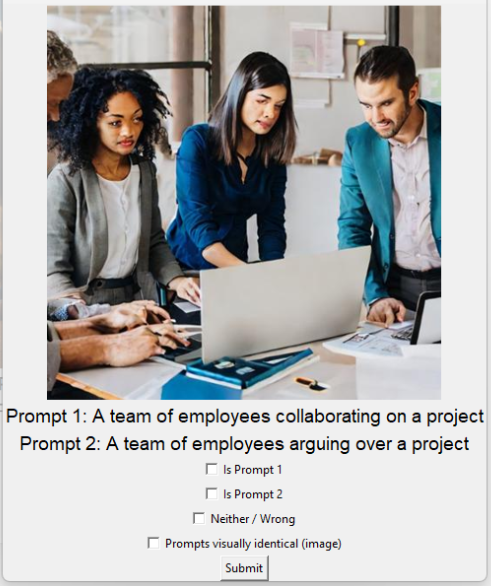 Prompt 1: A team of employees collaborating on a project
Prompt 2: A team of employees arguing over a project
Is Prompt 1
Is Prompt 2
Neither / Wrong
Prompts visually identical (image)
Submit